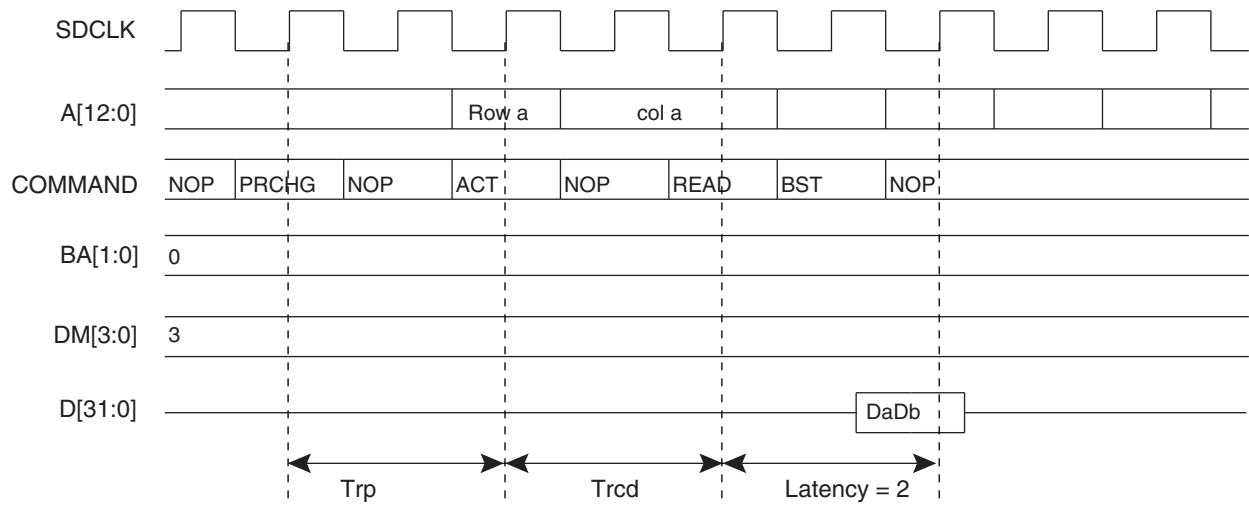 SDCLK
A[12:0] Row a col a
COMMAND NOP PRCHG NOP ACT NOP READ BST NOP
BA[1:0] 0
DM[3:0] 3
D[31:0] DaDb
Trp Trcd Latency = 2